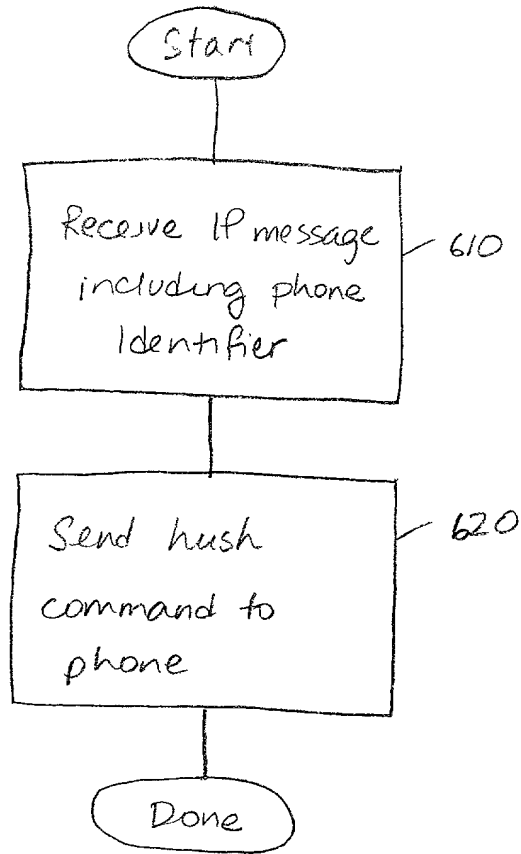 Start
Receive IP message
including phone
Identifier
610
Send hush
command to
phone
620
Done